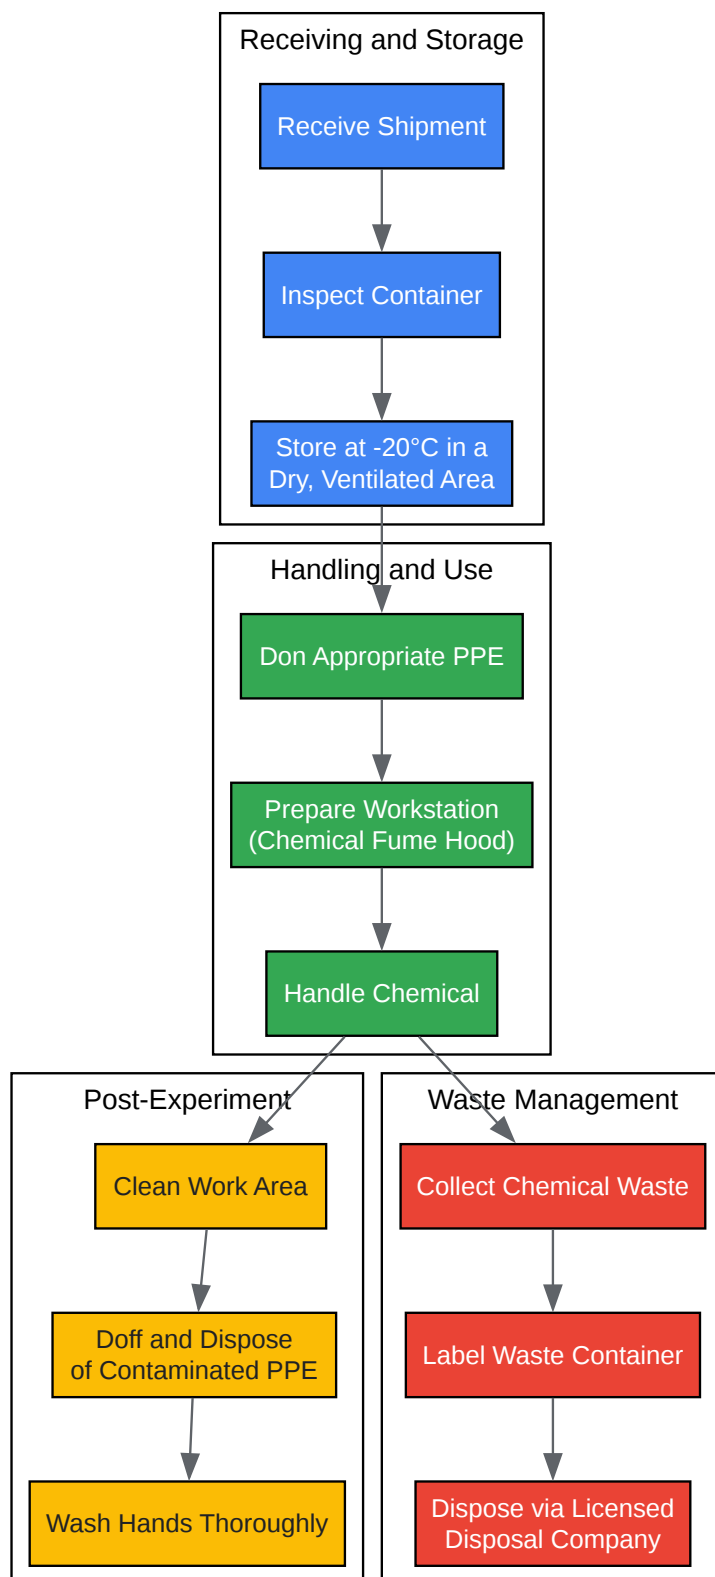 Receiving and Storage
Receive Shipment
Inspect Container
Store at -20°C in a
Dry, Ventilated Area
Handling and Use
Don Appropriate PPE
Prepare Workstation
(Chemical Fume Hood)
Handle Chemical
Post-Experiment
Clean Work Area
Doff and Dispose
of Contaminated PPE
Wash Hands Thoroughly
Waste Management
Collect Chemical Waste
Label Waste Container
Dispose via Licensed
Disposal Company